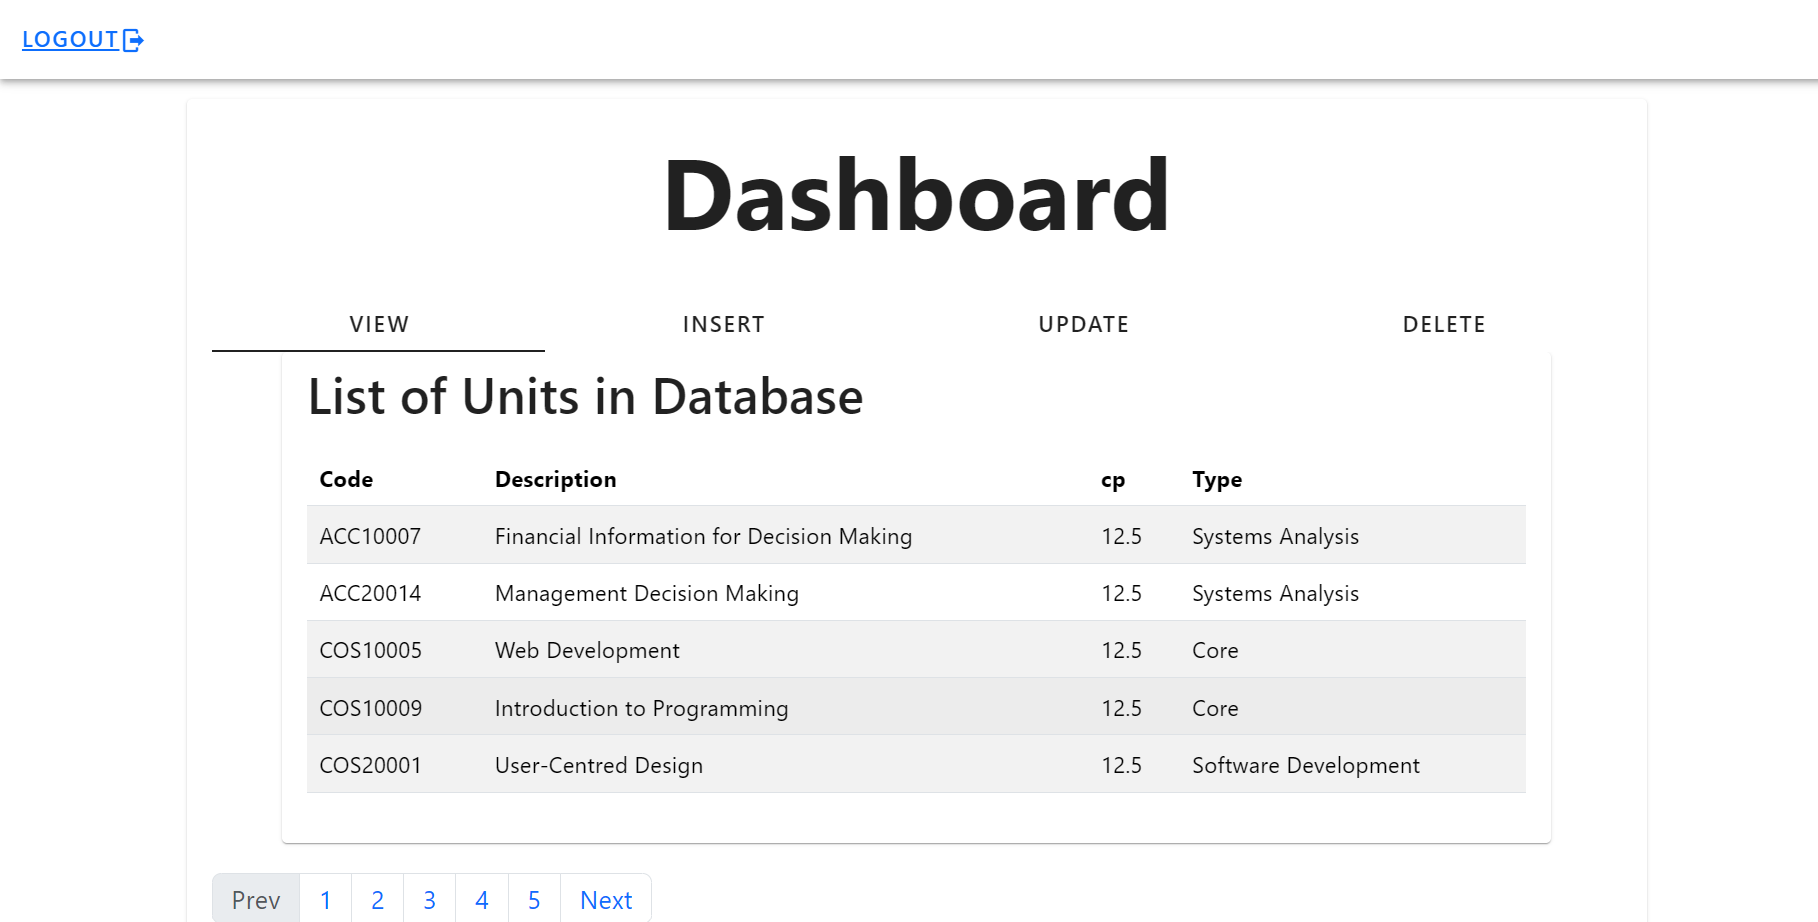 LOGOUT
Dashboard
VIEW INSERT UPDATE DELETE
List of Units in Database
Code Description cp Type
ACC10007 Financial Information for Decision Making 12.5 Systems Analysis
ACC20014 Management Decision Making 12.5 Systems Analysis
COS10005 Web Development 12.5 Core
COS10009 Introduction to Programming 12.5 Core
COS20001 User-Centred Design 12.5 Software Development
Prev 1 2 3 4 5 Next